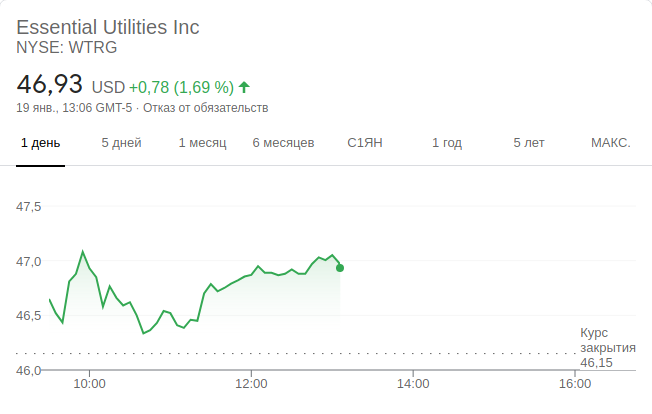 Essential Utilities Inc
NYSE: WTRG
46,93 USD +0,78 (1,69 %)
19 янв., 13:06 GMT-5 · Отказ от обязательств
1 день 5 дней 1 месяц 6 месяцев С1ЯН 1 год 5 лет МАКС.
47,5
47,0
46,5
Курс
закрытия
46,15
46,0
10:00 12:00 14:00 16:00